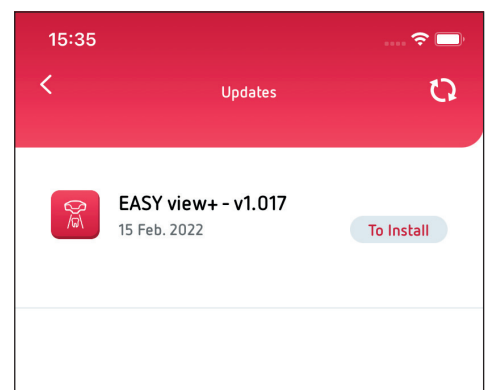 15:35
Updates
EASY view+ - v1.017
15 Feb. 2022
To Install